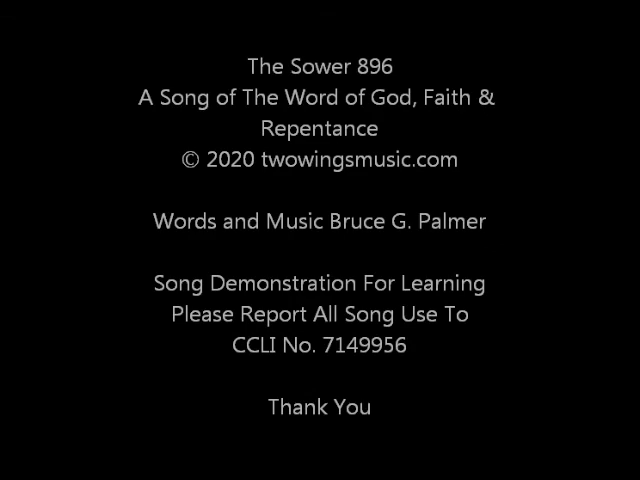 The Sower 896
A Song of The Word of God, Faith &
Repentance
© 2020 twowingsmusic.com
Words and Music Bruce G. Palmer
Song Demonstration For Learning
Please Report All Song Use To
CCLI No. 7149956
Thank You